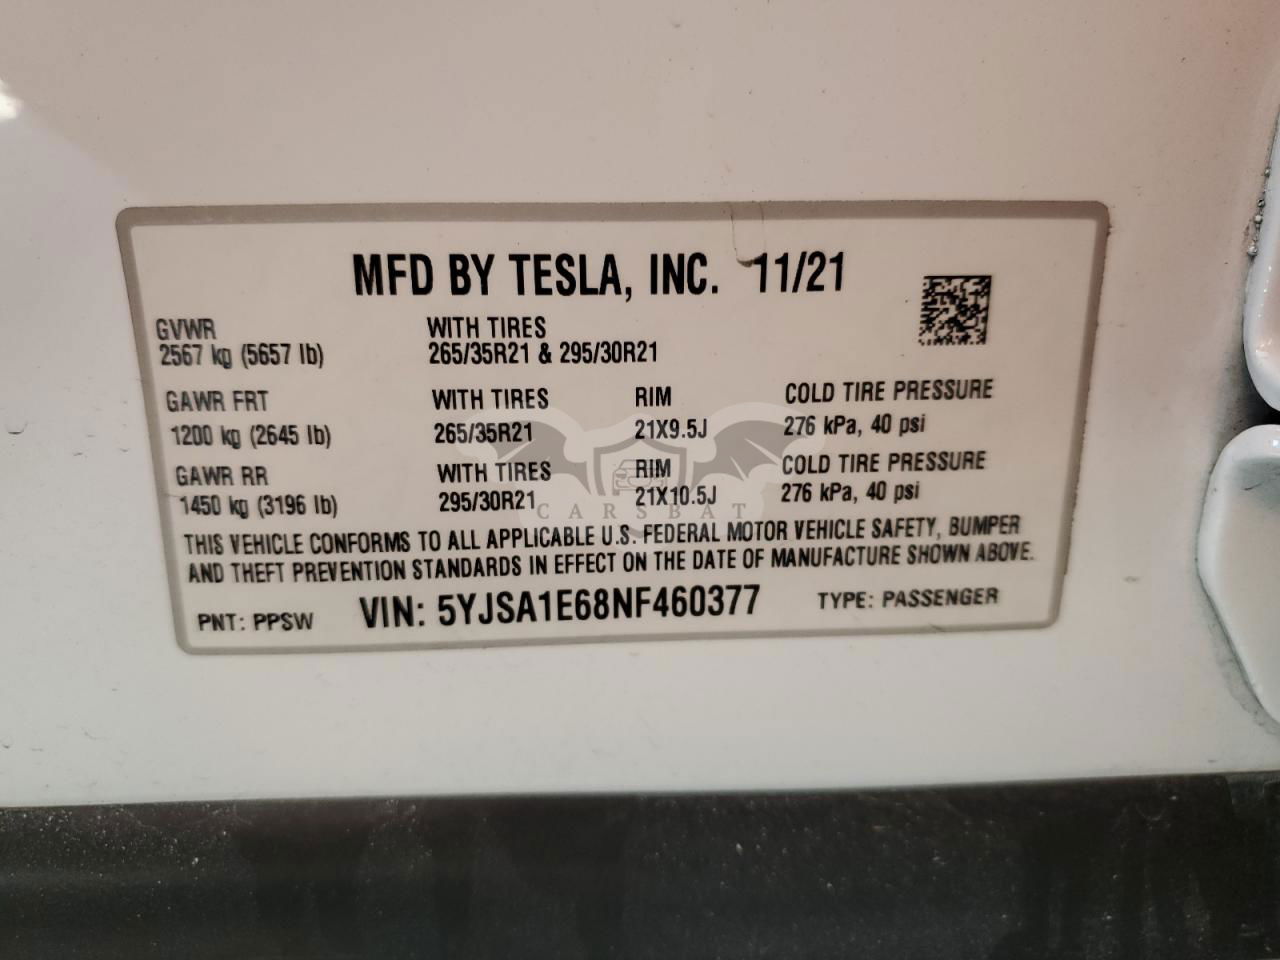 MFD BY TESLA, INC. 11/21
GVWR WITH TIRES
2567 kg (5657 lb) 265/35R21 & 295/30R21
GAWR FRT WITH TIRES RIM COLD TIRE PRESSURE
1200 kg (2645 lb) 265/35R21 21X9.5J 276 kPa, 40 psi
GAWR RR WITH TIRES RIM COLD TIRE PRESSURE
1450 kg (3196 lb) 295/30R21 21X10.5J 276 kPa, 40 psi
CARSBAT
THIS VEHICLE CONFORMS TO ALL APPLICABLE U.S. FEDERAL MOTOR VEHICLE SAFETY, BUMPER
AND THEFT PREVENTION STANDARDS IN EFFECT ON THE DATE OF MANUFACTURE SHOWN ABOVE.
PNT: PPSW VIN: 5YJSA1E68NF460377 TYPE: PASSENGER